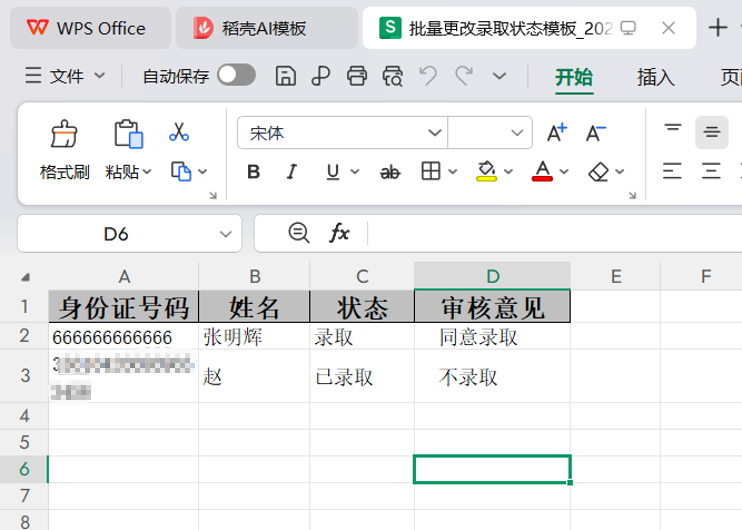 WPS Office
稻壳AI模板
S 批量更改录取状态模板_202
文件
自动保存
开始
插入
页
格式刷
粘贴
宋体
A+ A-
B I U ab A
D6
fx
A B C D E F
1 身份证号码 姓名 状态 审核意见
2 666666666666 张明辉 录取 同意录取
3 赵 已录取 不录取
4
5
6
7
8